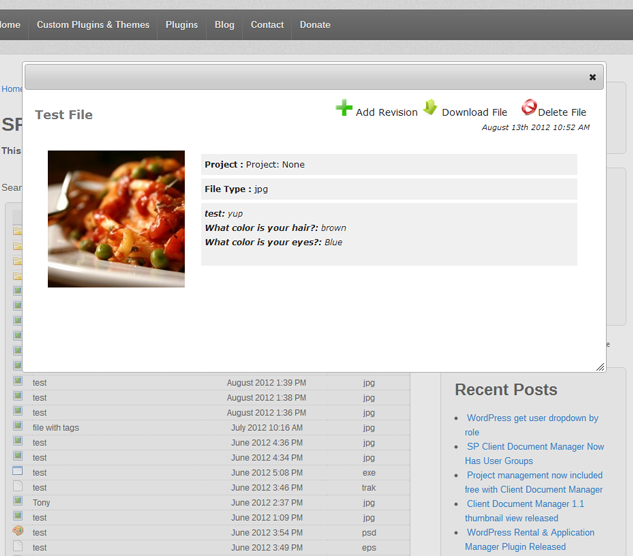 Home
Custom Plugins & Themes
Plugins
Blog
Contact
Donate
Home
SP
This
Sear
Test File
Add Revision
Download File
Delete File
August 13th 2012 10:52 AM
Project : Project: None
File Type : jpg
test: yup
What color is your hair?: brown
What color is your eyes?: Blue
test August 2012 1:39 PM jpg
test August 2012 1:38 PM jpg
test August 2012 1:36 PM jpg
file with tags July 2012 10:16 AM jpg
test June 2012 4:36 PM jpg
test June 2012 4:34 PM jpg
test June 2012 5:08 PM exe
test June 2012 3:46 PM trak
Tony June 2012 2:37 PM jpg
test June 2012 1:09 PM jpg
test June 2012 3:54 PM psd
test June 2012 3:49 PM eps
Recent Posts
WordPress get user dropdown by
role
SP Client Document Manager Now
Has User Groups
Project management now included
free with Client Document Manager
Client Document Manager 1.1
thumbnail view released
WordPress Rental & Application
Manager Plugin Released